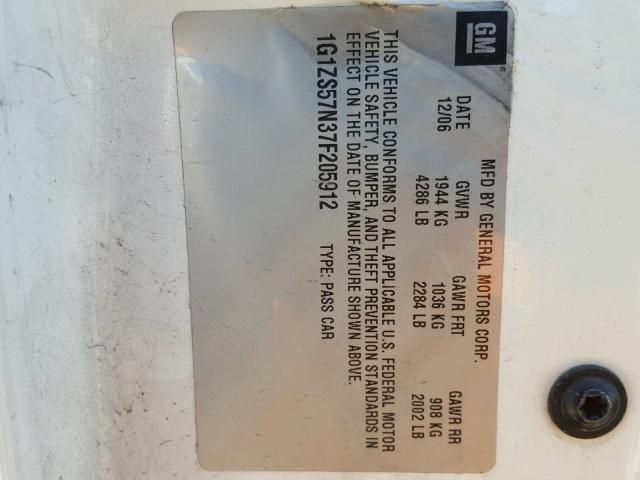 GM
MFD BY GENERAL MOTORS CORP.
DATE GVWR GAWR FRT GAWR RR
12/06 1944 KG 1036 KG 908 KG
4286 LB 2284 LB 2002 LB
THIS VEHICLE CONFORMS TO ALL APPLICABLE U.S. FEDERAL MOTOR
VEHICLE SAFETY, BUMPER, AND THEFT PREVENTION STANDARDS IN
EFFECT ON THE DATE OF MANUFACTURE SHOWN ABOVE.
1G1ZS57N37F205912 TYPE: PASS CAR